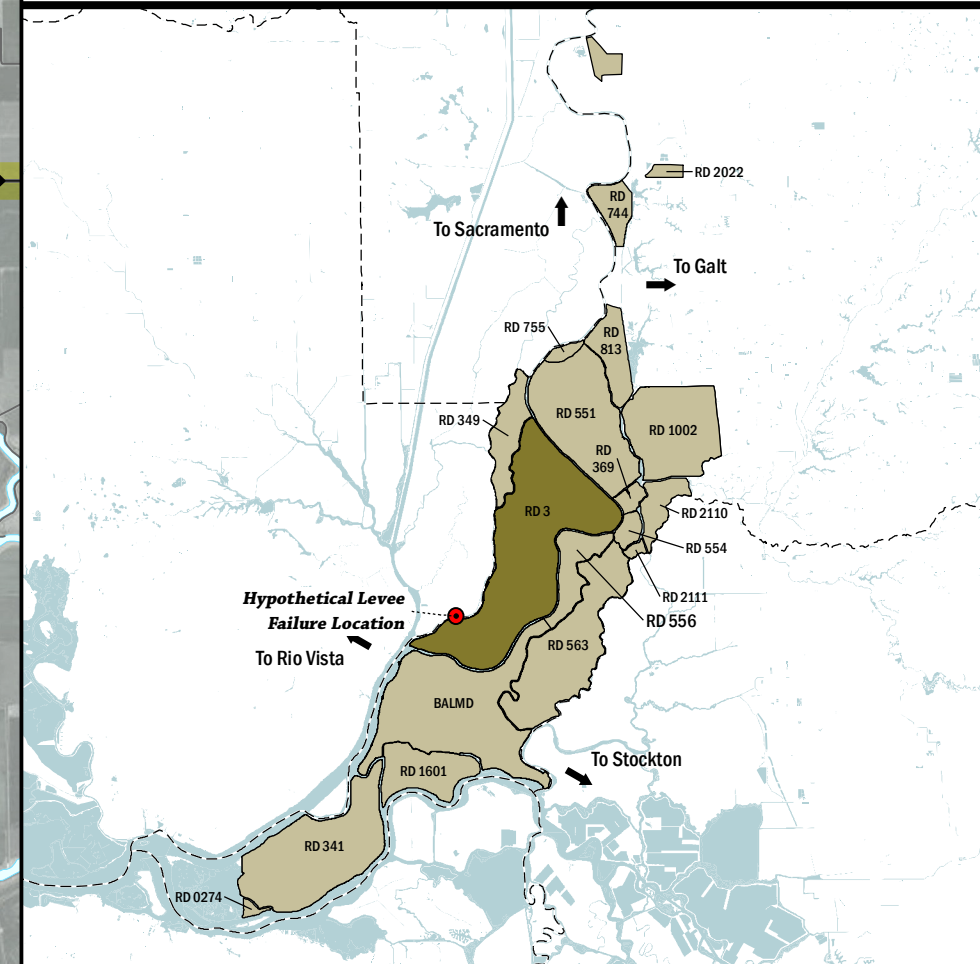 RD 2022
RD
744
To Sacramento
To Galt
RD 755
RD
813
RD 551
RD 349
RD 1002
RD
369
RD 3
RD 2110
RD 554
RD 2111
Hypothetical Levee
Failure Location
RD 556
To Rio Vista
RD 563
BALMD
To Stockton
RD 1601
RD 341
RD 0274